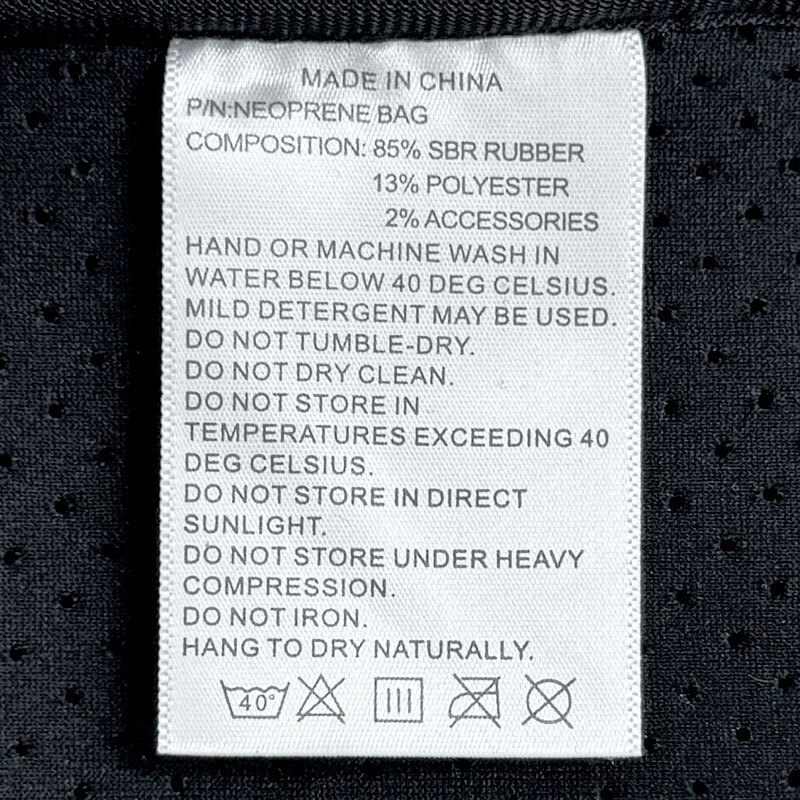 MADE IN CHINA
P/N:NEOPRENE BAG
COMPOSITION: 85% SBR RUBBER
13% POLYESTER
2% ACCESSORIES
HAND OR MACHINE WASH IN
WATER BELOW 40 DEG CELSIUS.
MILD DETERGENT MAY BE USED.
DO NOT TUMBLE-DRY.
DO NOT DRY CLEAN.
DO NOT STORE IN
TEMPERATURES EXCEEDING 40
DEG CELSIUS.
DO NOT STORE IN DIRECT
SUNLIGHT.
DO NOT STORE UNDER HEAVY
COMPRESSION.
DO NOT IRON.
HANG TO DRY NATURALLY.
40°